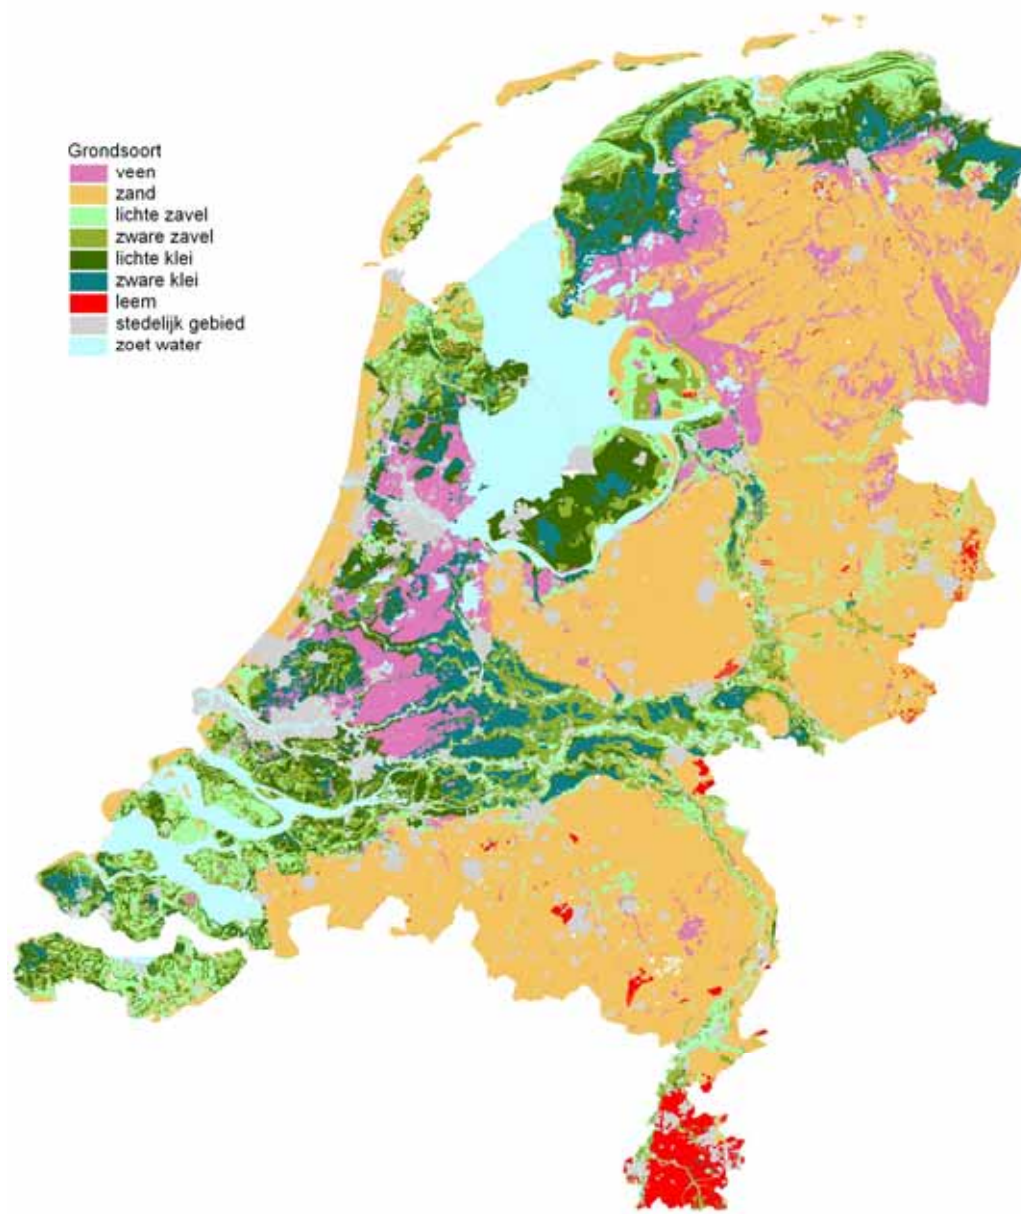 Grondsoort
veen
zand
lichte zavel
zware zavel
lichte klei
zware klei
leem
stedelijk gebied
zoet water